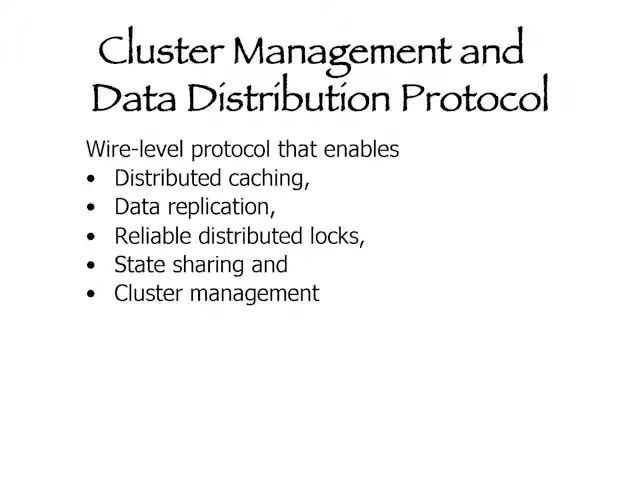 Cluster Management and
Data Distribution Protocol
Wire-level protocol that enables
• Distributed caching,
• Data replication,
• Reliable distributed locks,
• State sharing and
• Cluster management